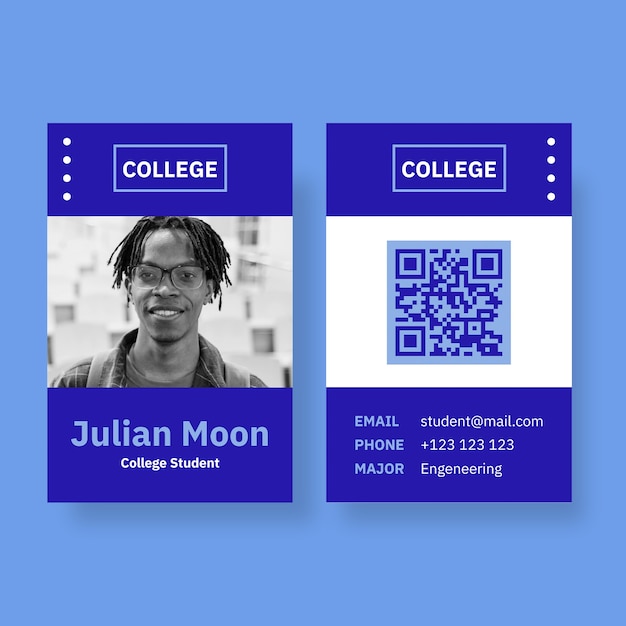 COLLEGE
Julian Moon
College Student
COLLEGE
EMAIL student@mail.com
PHONE +123 123 123
MAJOR Engeneering